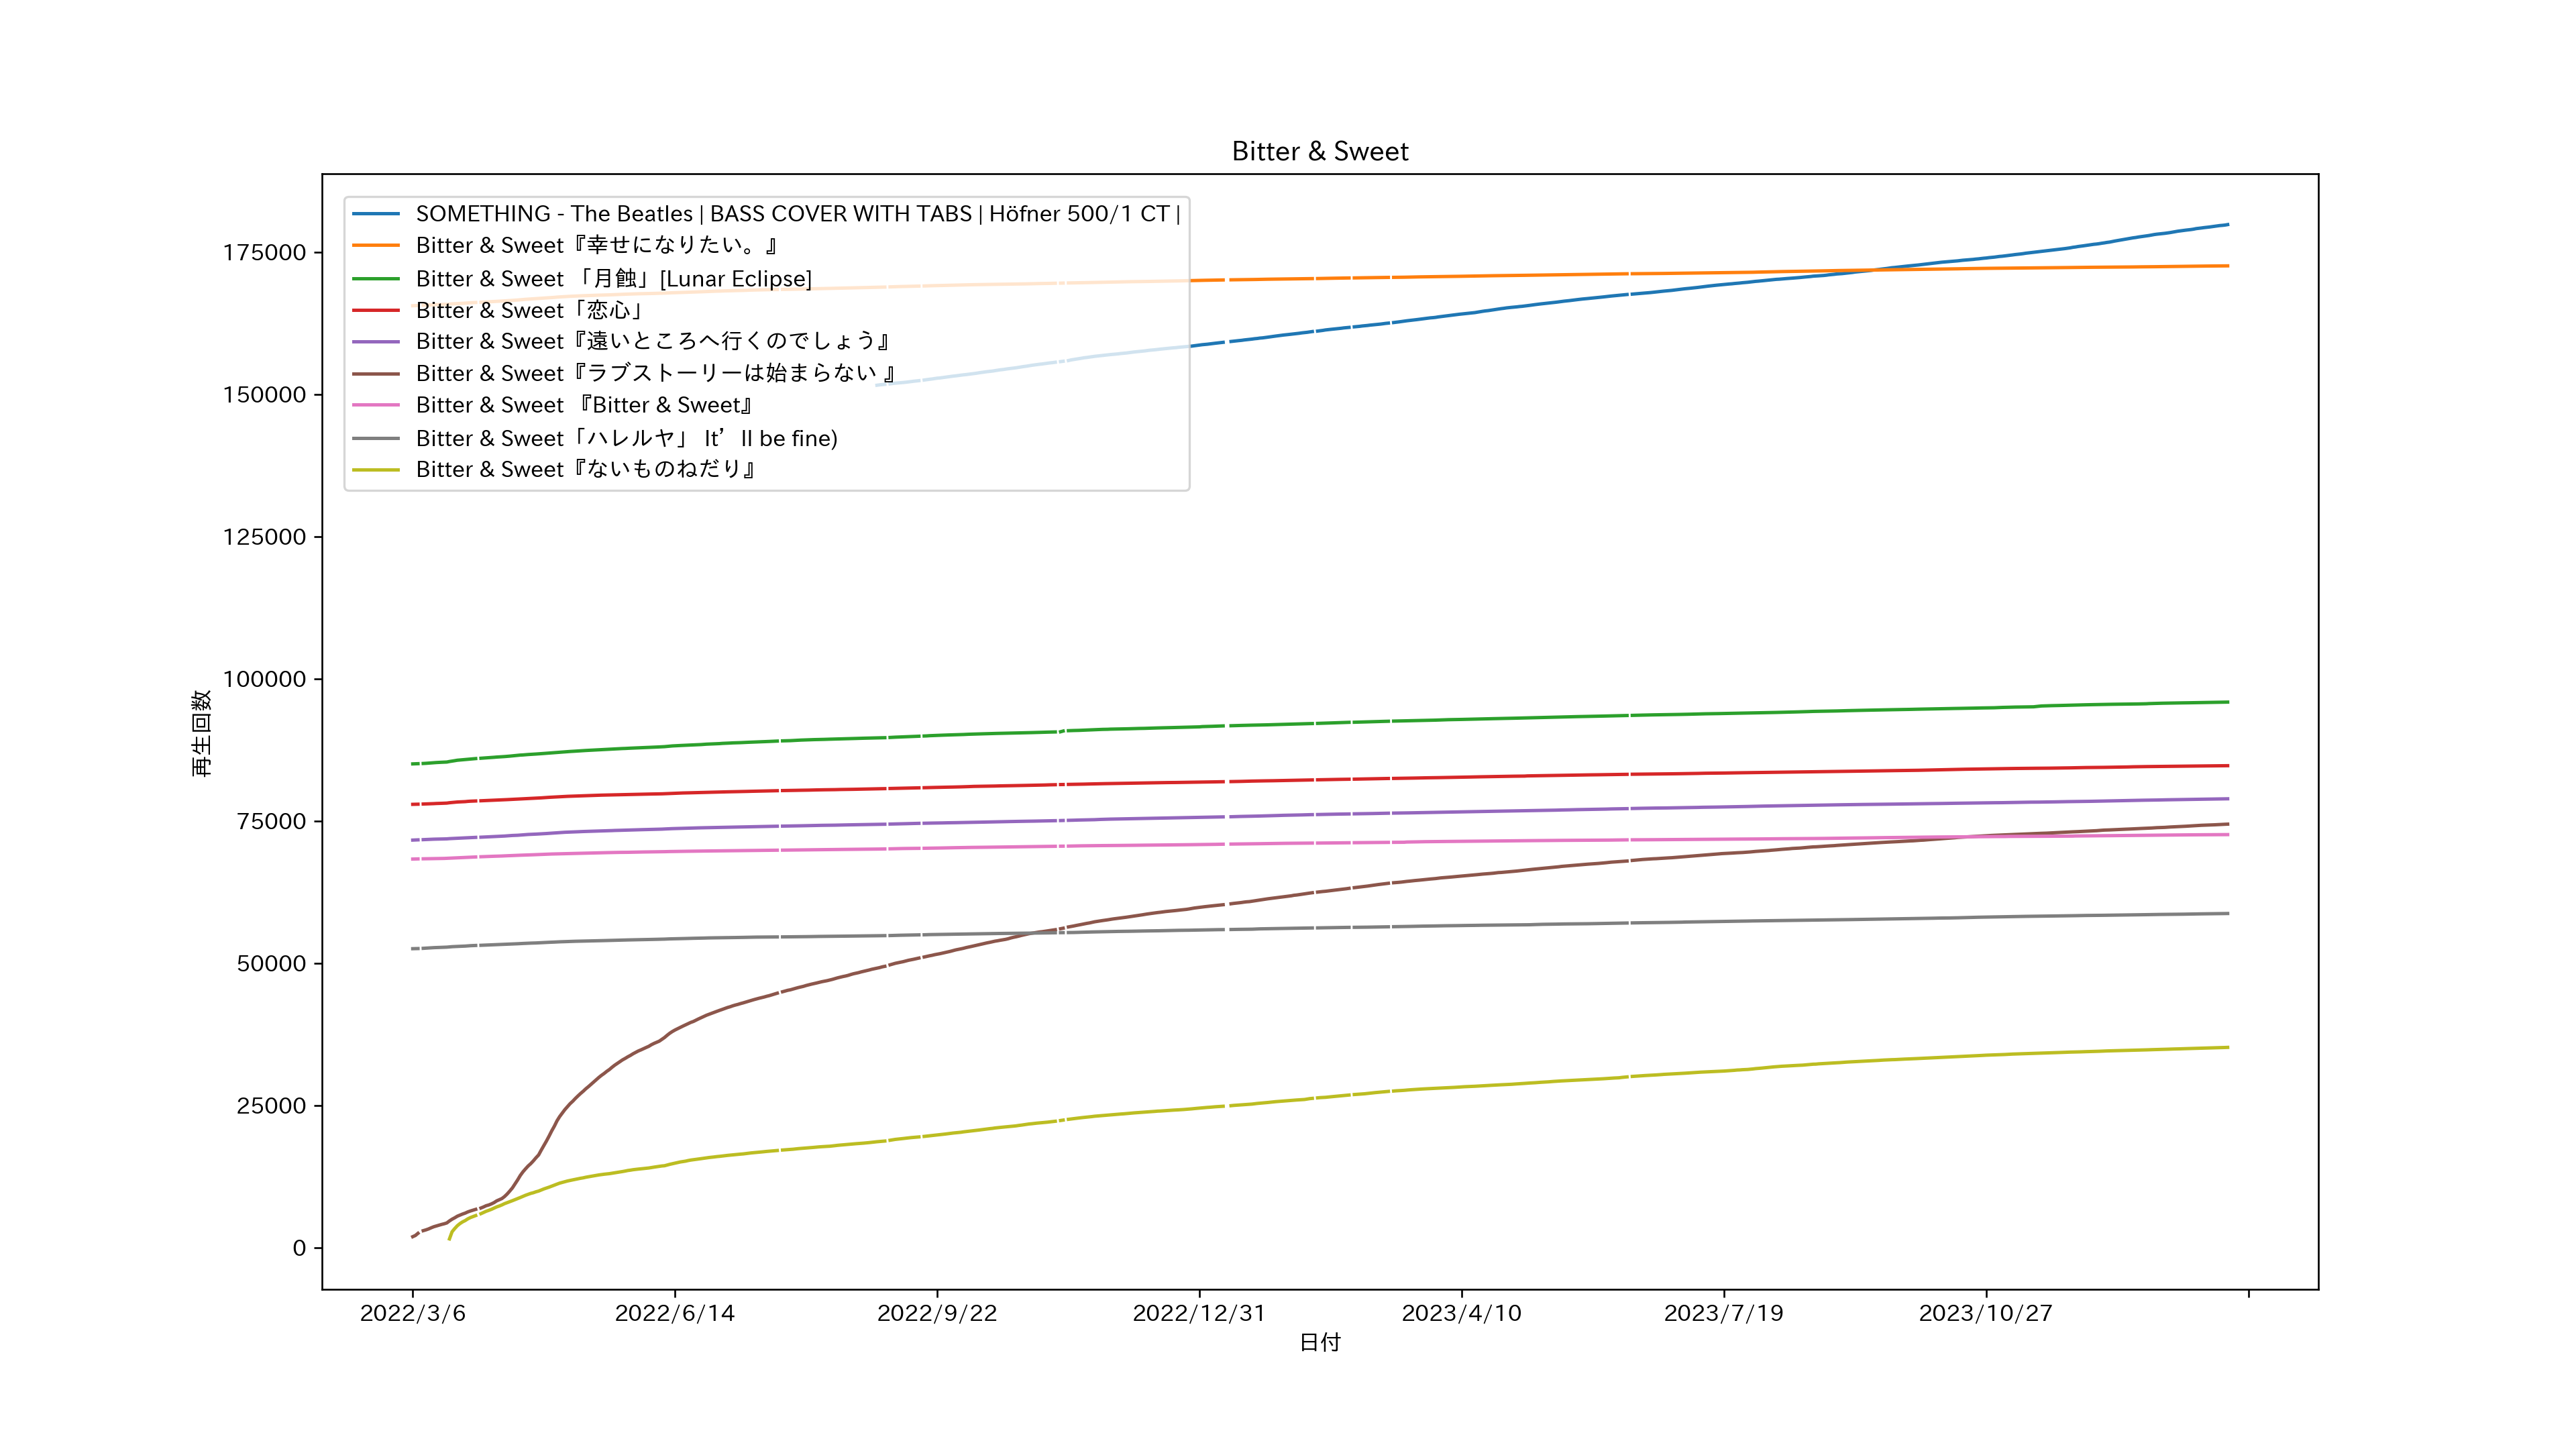 Bitter & Sweet
SOMETHING - The Beatles | BASS COVER WITH TABS | Höfner 500/1 CT |
Bitter & Sweet『幸せになりたい。』
Bitter & Sweet 「月蝕」[Lunar Eclipse]
Bitter & Sweet「恋心」
Bitter & Sweet『遠いところへ行くのでしょう』
Bitter & Sweet『ラブストーリーは始まらない 』
Bitter & Sweet 『Bitter & Sweet』
Bitter & Sweet「ハレルヤ」 It’ll be fine)
Bitter & Sweet『ないものねだり』
175000
150000
125000
100000
75000
50000
25000
0
再生回数
2022/3/6
2022/6/14
2022/9/22
2022/12/31
2023/4/10
2023/7/19
2023/10/27
日付